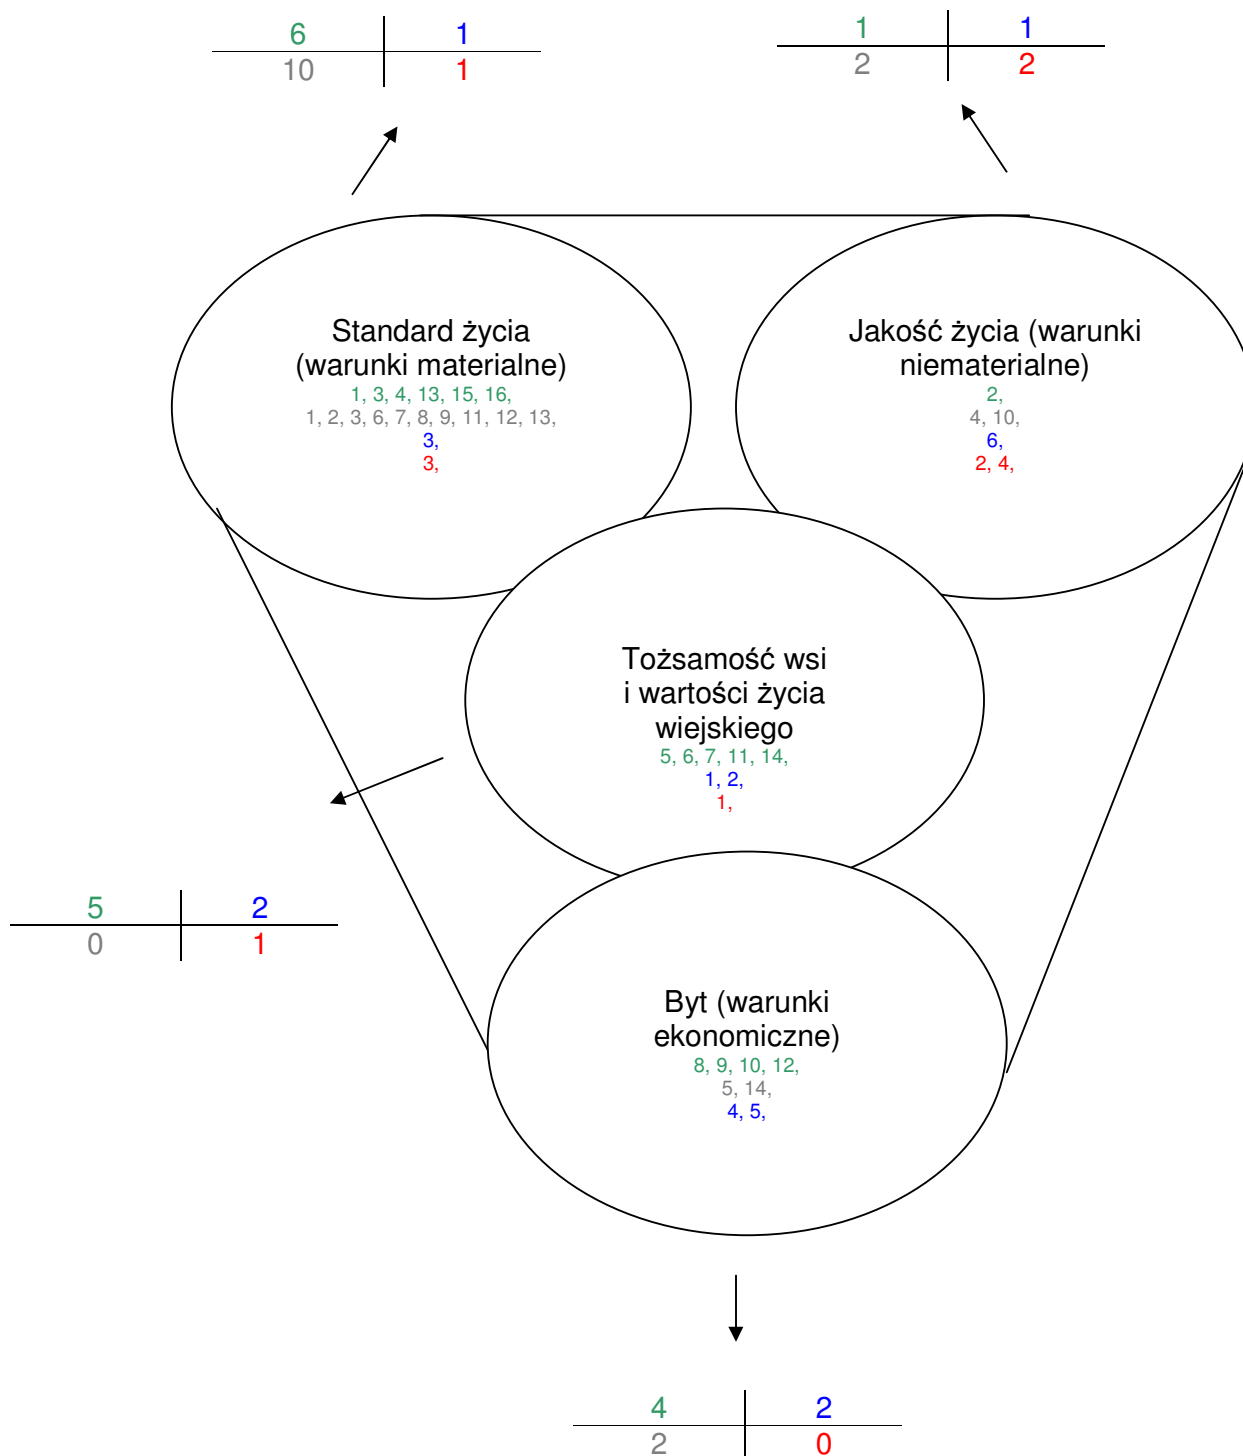 6 1
10 1
1 1
2 2
Standard życia
(warunki materialne)
1, 3, 4, 13, 15, 16,
1, 2, 3, 6, 7, 8, 9, 11, 12, 13,
3,
3,
Jakość życia (warunki
niematerialne)
2,
4, 10,
6,
2, 4,
Tożsamość wsi
i wartości życia
wiejskiego
5, 6, 7, 11, 14,
1, 2,
1,
5 2
0 1
Byt (warunki
ekonomiczne)
8, 9, 10, 12,
5, 14,
4, 5,
4 2
2 0